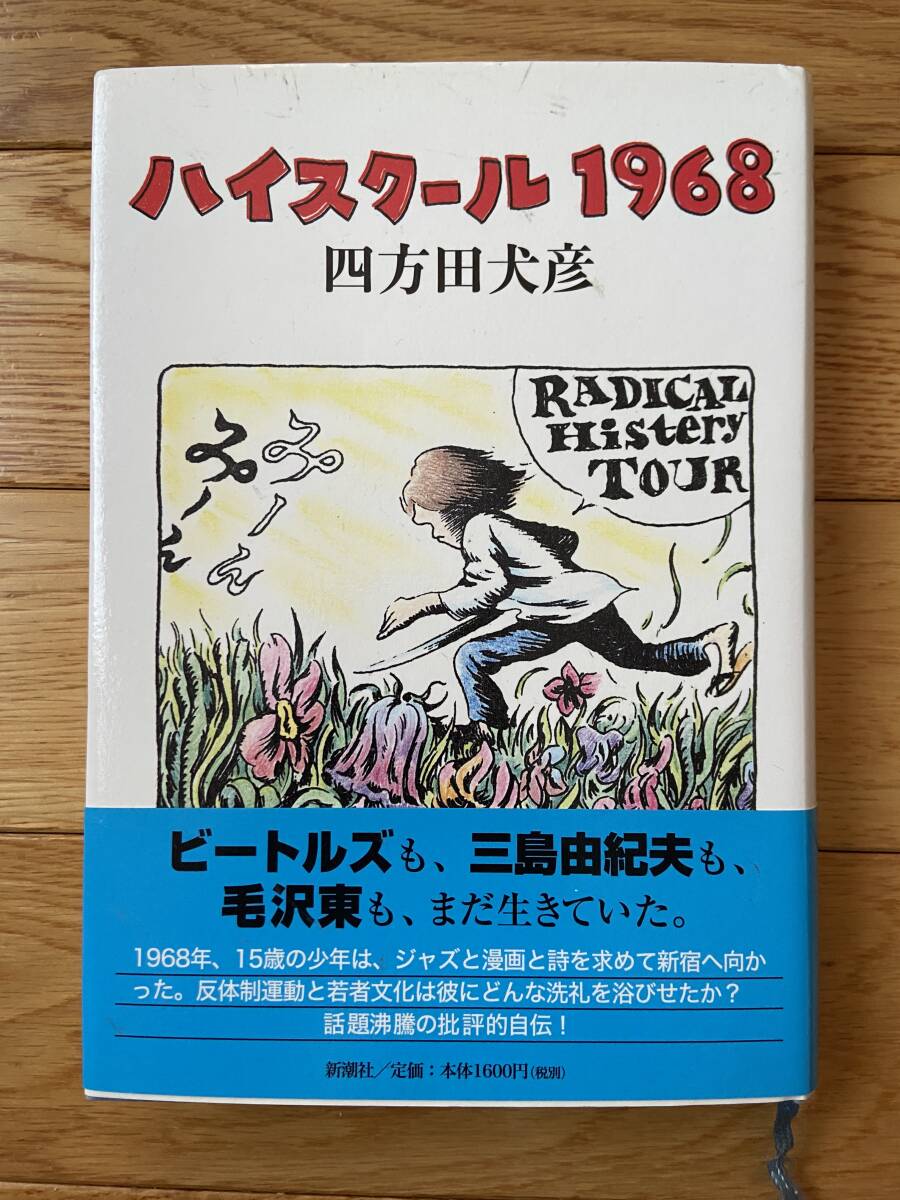 ハイスクール1968
四方田犬彦
RADICAL
HisterY
TOUR
ふーん
ふーん
ビートルズも、三島由紀夫も、
毛沢東も、まだ生きていた。
1968年、15歳の少年は、ジャズと漫画と詩を求めて新宿へ向か
った。反体制運動と若者文化は彼にどんな洗礼を浴びせたか？
話題沸騰の批評的自伝！
新潮社／定価：本体1600円（税別）